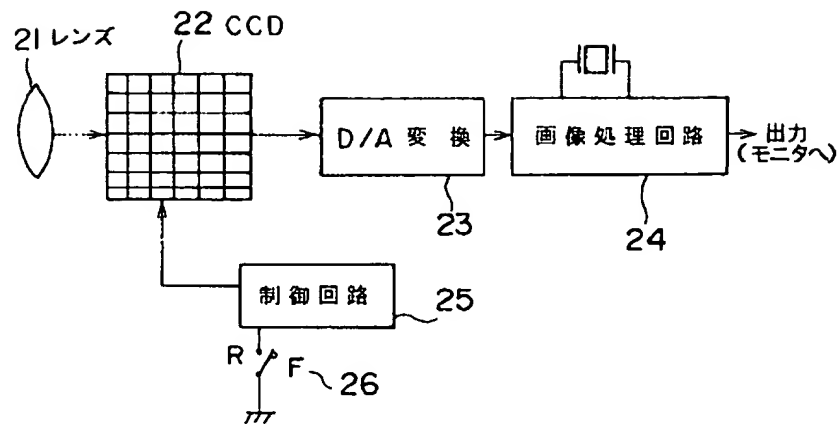 21 レンズ
22 CCD
D/A 変換
23
画像処理回路
24
出力
(モニタへ)
制御回路
25
R
F
26